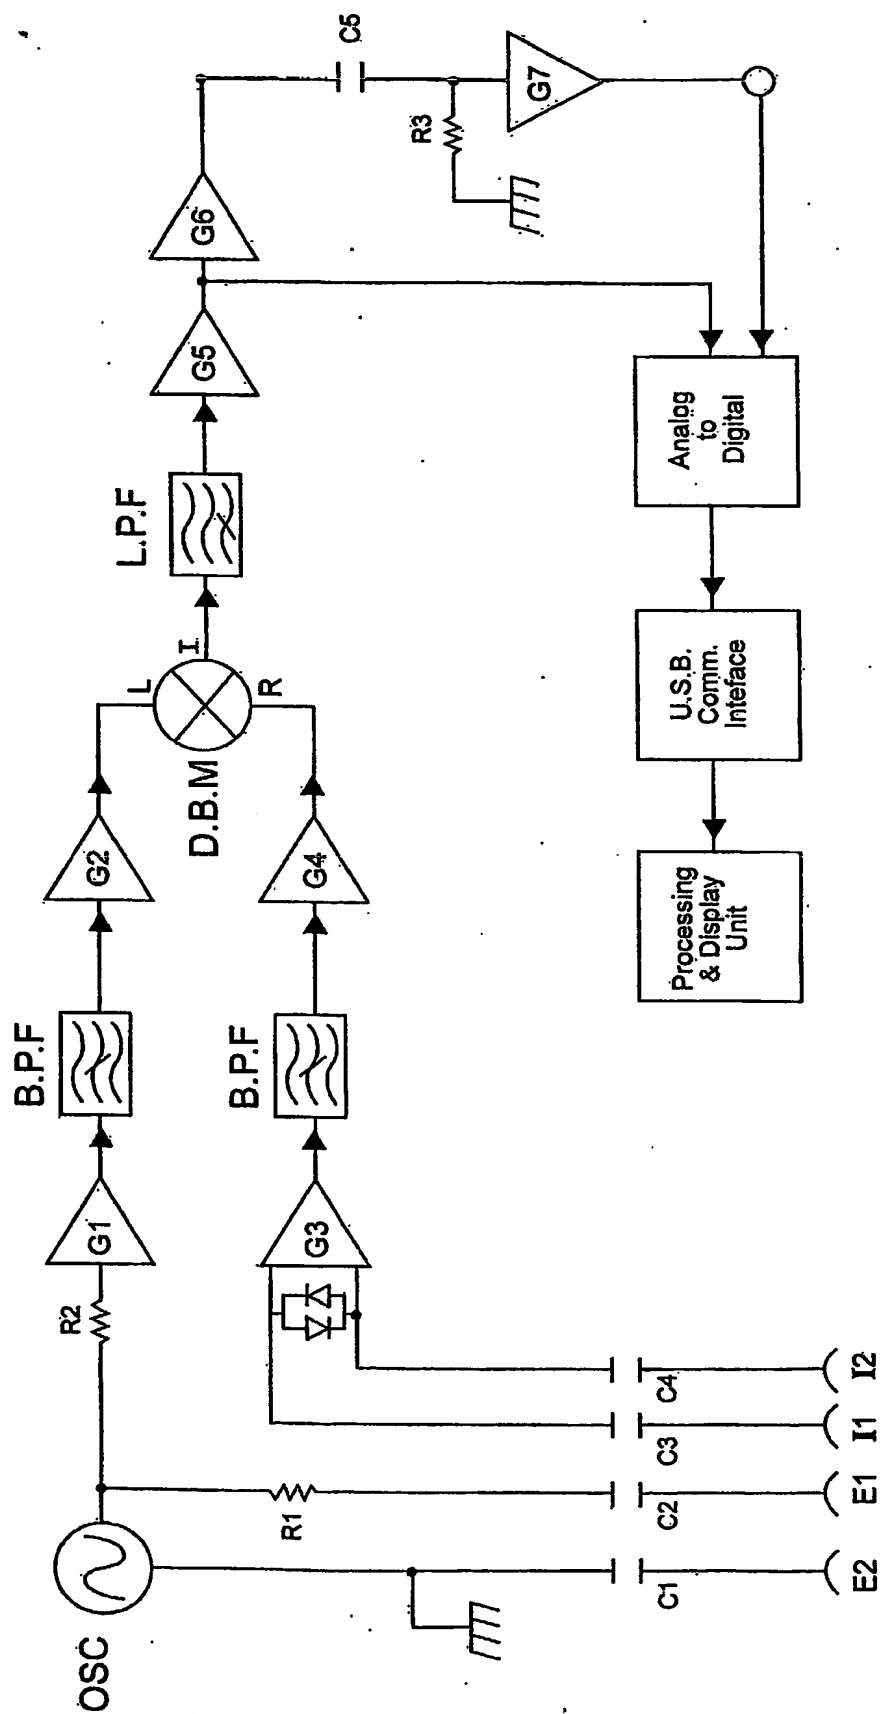 OSC
R2
G1
B.P.F
G2
L
D.B.M
I
R
L.P.F
G5
G6
C5
R3
G7
R1
G3
B.P.F
G4
C1
C2
C3
C4
E2
E1
I1
I2
Processing
& Display
Unit
U.S.B.
Comm.
Inteface
Analog
to
Digital